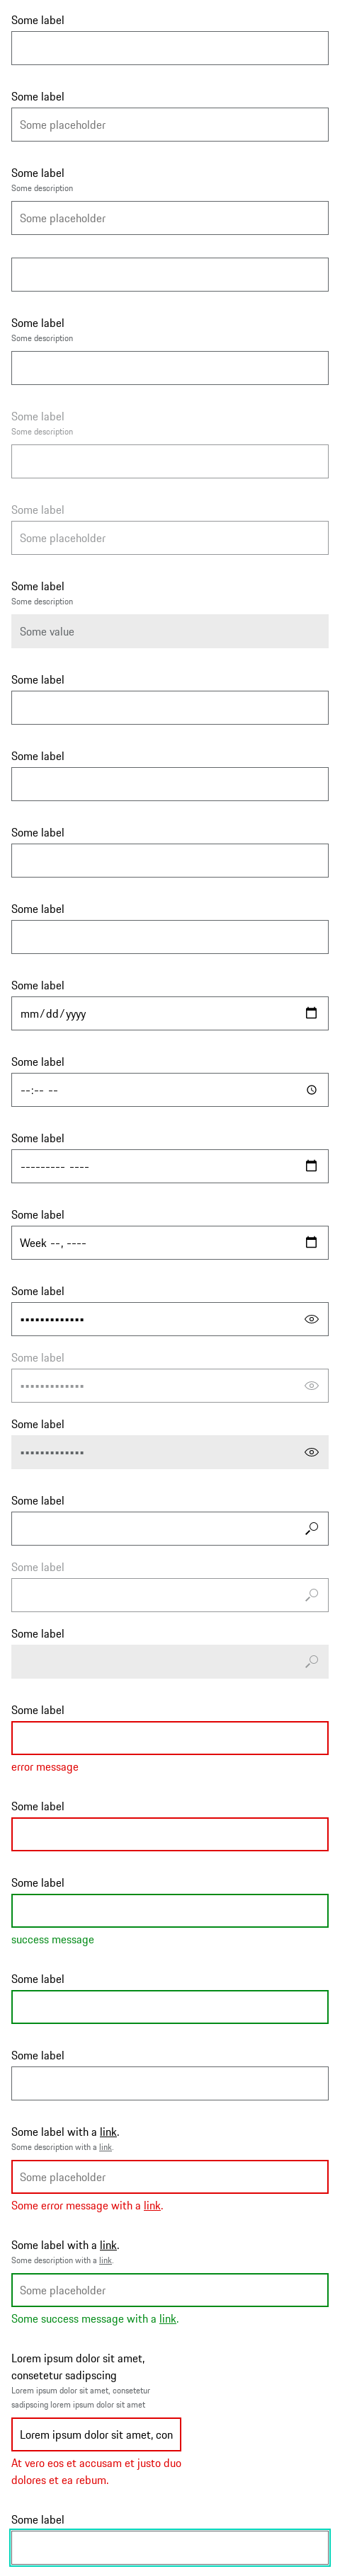 Some label
Some label
Some placeholder
Some label
Some description
Some placeholder
Some label
Some description
Some label
Some description
Some label
Some placeholder
Some label
Some description
Some value
Some label
Some label
Some label
Some label
Some label
mm/dd/yyyy
Some label
--:-- --
Some label
--------- ----
Some label
Week --, ----
Some label
•••••••••••••
Some label
•••••••••••••
Some label
•••••••••••••
Some label
Some label
Some label
Some label
error message
Some label
Some label
success message
Some label
Some label
Some label with a link.
Some description with a link.
Some placeholder
Some error message with a link.
Some label with a link.
Some description with a link.
Some placeholder
Some success message with a link.
Lorem ipsum dolor sit amet,
consetetur sadipscing
Lorem ipsum dolor sit amet, consetetur
sadipscing lorem ipsum dolor sit amet
Lorem ipsum dolor sit amet, con
At vero eos et accusam et justo duo
dolores et ea rebum.
Some label